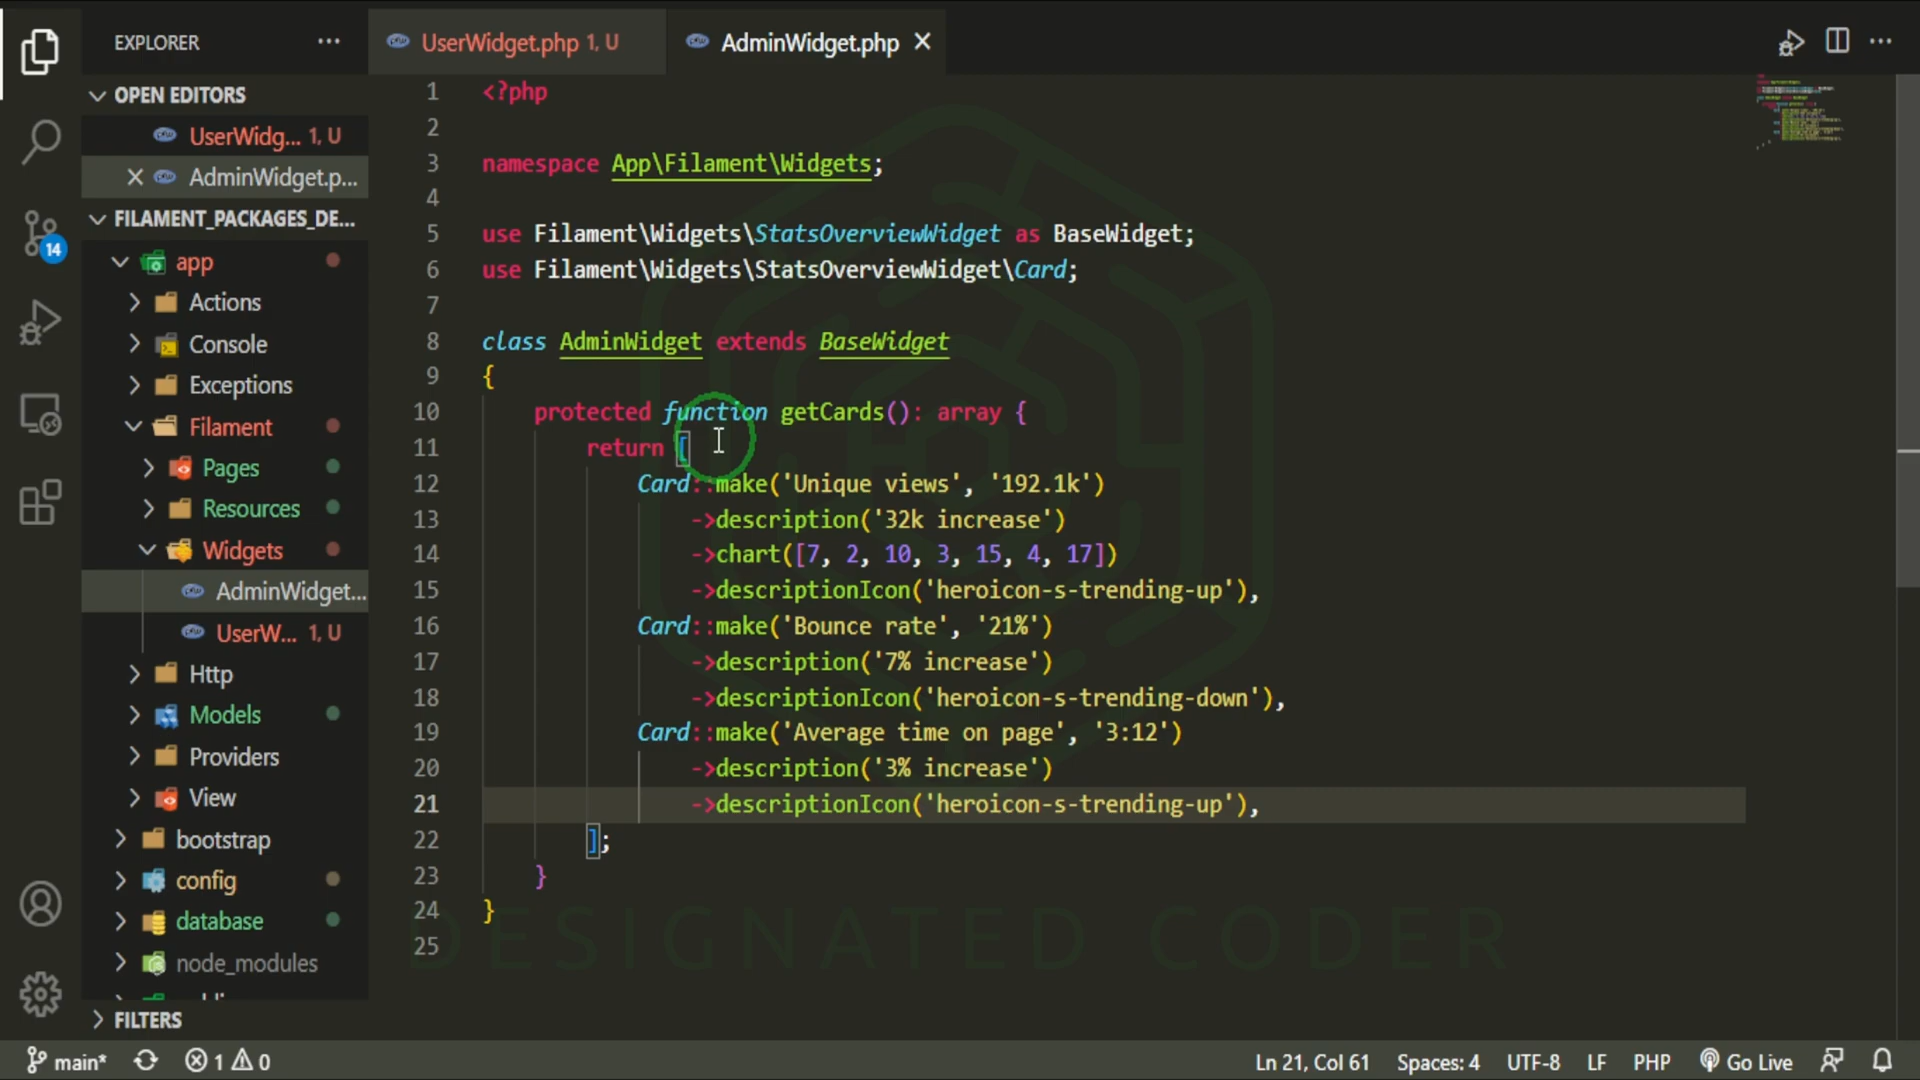 EXPLORER
UserWidget.php 1, U
AdminWidget.php
OPEN EDITORS
UserWidg... 1, U
AdminWidget.p...
FILAMENT_PACKAGES_DE...
app
Actions
Console
Exceptions
Filament
Pages
Resources
Widgets
AdminWidget...
UserW... 1, U
Http
Models
Providers
View
bootstrap
config
database
node_modules
FILTERS
14
1 <?php
2
3 namespace App\Filament\Widgets;
4
5 use Filament\Widgets\StatsOverviewWidget as BaseWidget;
6 use Filament\Widgets\StatsOverviewWidget\Card;
7
8 class AdminWidget extends BaseWidget
9 {
10 protected function getCards(): array {
11 return [
12 Card::make('Unique views', '192.1k')
13 ->description('32k increase')
14 ->chart([7, 2, 10, 3, 15, 4, 17])
15 ->descriptionIcon('heroicon-s-trending-up'),
16 Card::make('Bounce rate', '21%')
17 ->description('7% increase')
18 ->descriptionIcon('heroicon-s-trending-down'),
19 Card::make('Average time on page', '3:12')
20 ->description('3% increase')
21 ->descriptionIcon('heroicon-s-trending-up'),
22 ];
23 }
24 }
25
DESIGNATED CODER
main* 1 0
Ln 21, Col 61 Spaces: 4 UTF-8 LF PHP Go Live